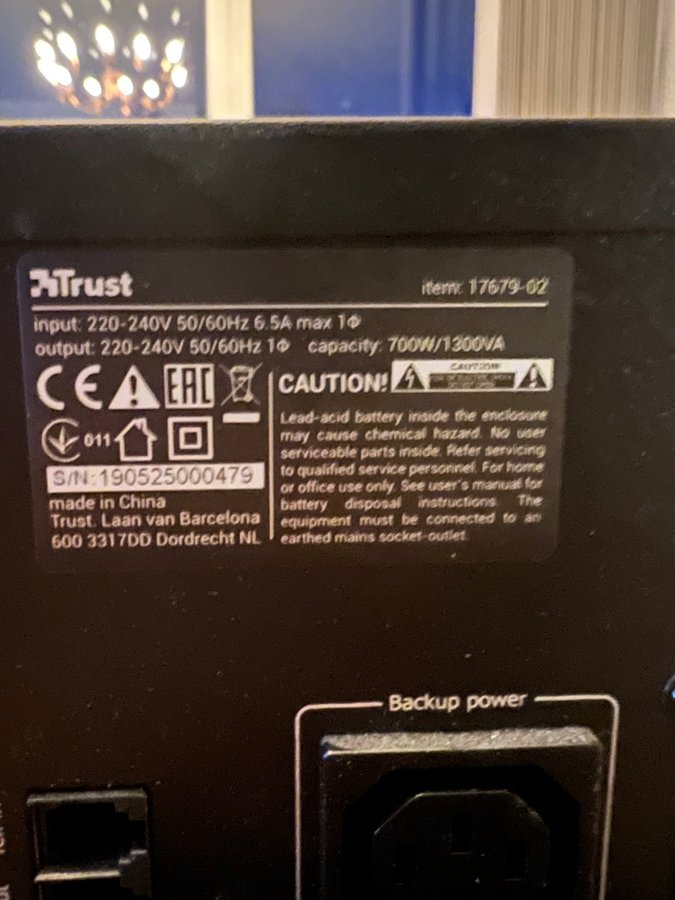 Trust
item: 17679-02
input: 220-240V 50/60Hz 6.5A max 1Φ
output: 220-240V 50/60Hz 1Φ capacity: 700W/1300VA
CE
EAC
011
S/N:190525000479
made in China
Trust. Laan van Barcelona
600 3317DD Dordrecht NL
CAUTION!
CAUTION
Lead-acid battery inside the enclosure
may cause chemical hazard. No user
serviceable parts inside. Refer servicing
to qualified service personnel. For home
or office use only. See user's manual for
battery disposal instructions. The
equipment must be connected to an
earthed mains socket-outlet.
Backup power